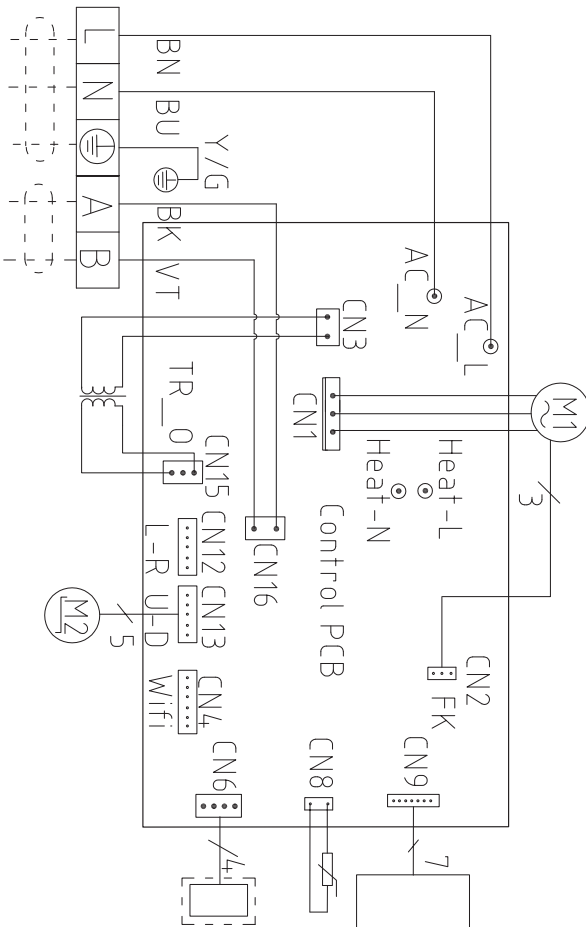 L
BN
N
BU
Y/G
A
BK
B
VT
AC_N
AC_L
CN3
TR_O
CN1
M1
Heat-N
Heat-L
3
CN15
CN16
Control PCB
CN12
L-R
CN13
U-D
M2
5
CN4
Wifi
CN2
FK
CN6
CN8
CN9
4
7